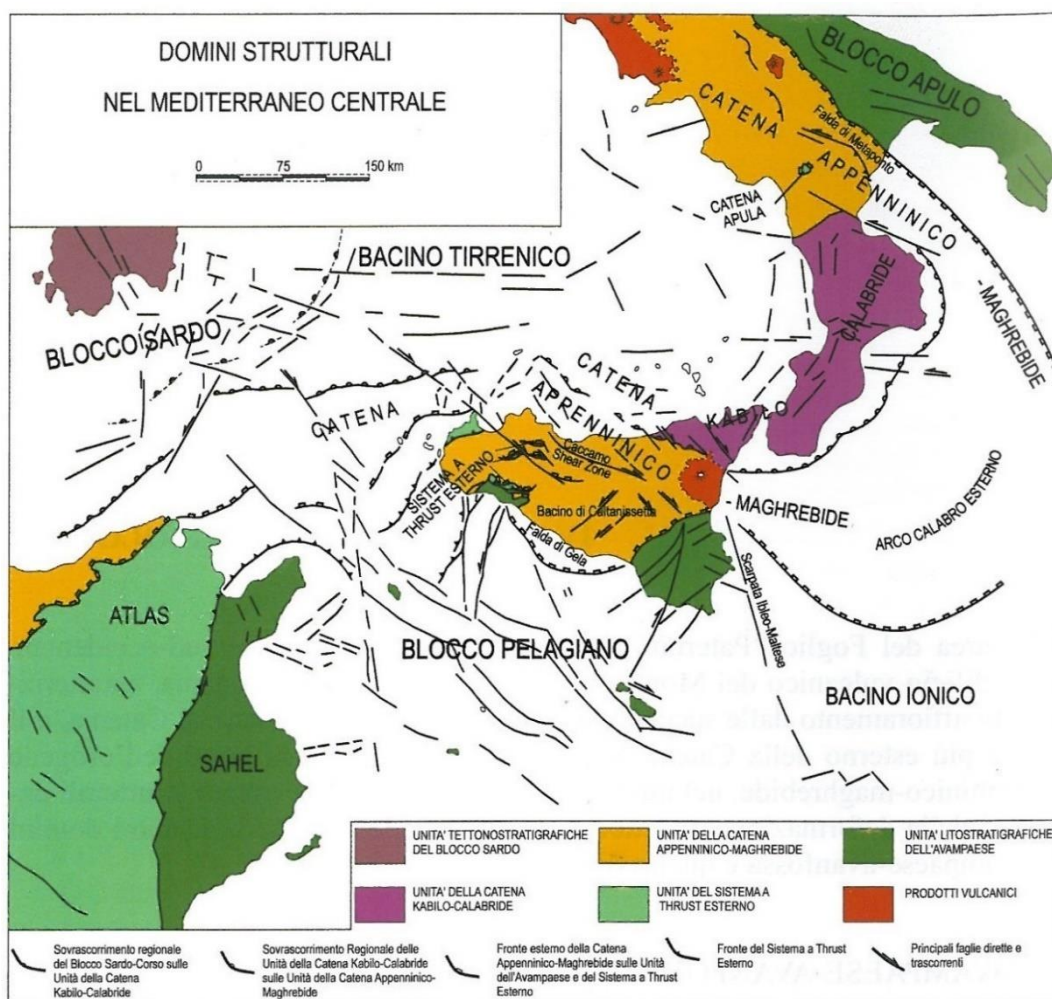 DOMINI STRUTTURALI
NEL MEDITERRANEO CENTRALE
0 75 150 km
BLOCCO APULO
CATENA
Falda di Metaponto
APPENNINICO
CATENA
APULA
- MAGHREBIDE
BACINO TIRRENICO
CALABRIDE
BLOCCO SARDO
CATENA
CATENA
APRENNINICO
KABILO
Caccamo
Shear Zone
SISTEMA A
THRUST ESTERNO
Bacino di Caltanissetta
- MAGHREBIDE
Falda di Gela
ARCO CALABRO ESTERNO
Scarpata Ibleo-Maltese
ATLAS
BLOCCO PELAGIANO
BACINO IONICO
SAHEL
UNITA' TETTONOSTRATIGRAFICHE
DEL BLOCCO SARDO
UNITA' DELLA CATENA
APPENNINICO-MAGHREBIDE
UNITA' LITOSTRATIGRAFICHE
DELL'AVAMPAESE
UNITA' DELLA CATENA
KABILO-CALABRIDE
UNITA' DEL SISTEMA A
THRUST ESTERNO
PRODOTTI VULCANICI
Sovrascorrimento regionale
del Blocco Sardo-Corso sulle
Unità della Catena
Kabilo-Calabride
Sovrascorrimento Regionale delle
Unità della Catena Kabilo-Calabride
sulle Unità della Catena Appenninico-
Maghrebide
Fronte esterno della Catena
Appenninico-Maghrebide sulle Unità
dell'Avampaese e del Sistema a Thrust
Esterno
Fronte del Sistema a Thrust
Esterno
Principali faglie dirette e
trascorrenti